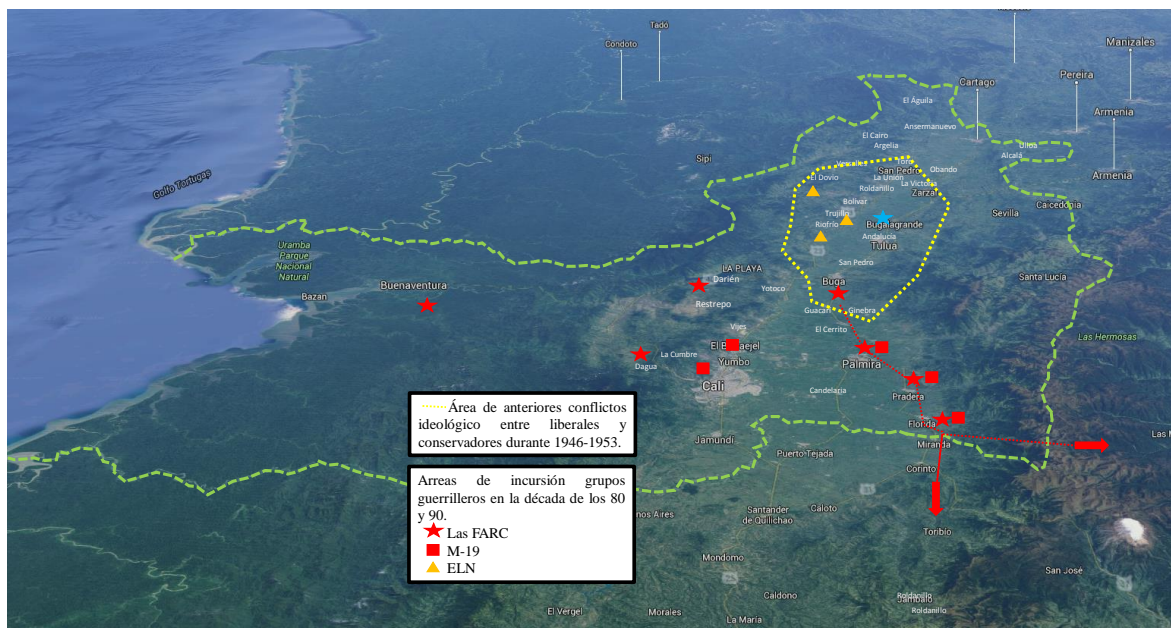 Manizales
Tado
Condoto
Cartago
Pereira
Armenia
El Águila
Ansermanuevo
El Cairo
Argelia
Ulloa
Alcalá
Sipi
Toro
San Pedro
Obando
Armenia
El Dovio
La Unión
La Victoria
Roldanillo
Zarzal
Golfo Tortugas
Bolivar
Caicedonia
Trujillo
Sevilla
Riofrío
Bugalagrande
Andalucía
Tulua
Uramba
Parque
Nacional
Natural
San Pedro
LA PLAYA
Darién
Buga
Santa Lucía
Buenaventura
Yotoco
Bazan
Restrepo
Guacarí
Ginebra
Vijes
El Cerrito
Las Hermosas
La Cumbre
Yumbo
Dagua
Palmira
Cali
Candelaria
Pradera
Área de anteriores conflictos
ideológico entre liberales y
conservadores durante 1946-1953.
Florida
Jamundí
Miranda
Puerto Tejada
Corinto
Arreas de incursión grupos
guerrilleros en la década de los 80
y 90.
Las FARC
M-19
ELN
Santander
de Quilichao
Caloto
Toribio
Mondomo
San José
Caldono
Roldanillo
Jambalo
Roldanillo
El Vergel
Morales
La María